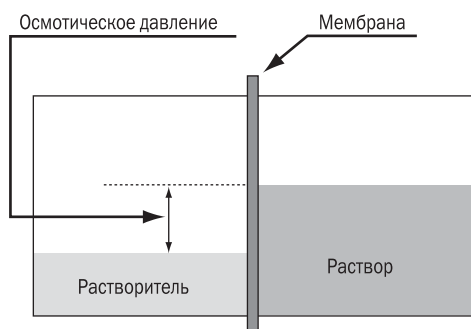 Осмотическое давление
Мембрана
Растворитель
Раствор